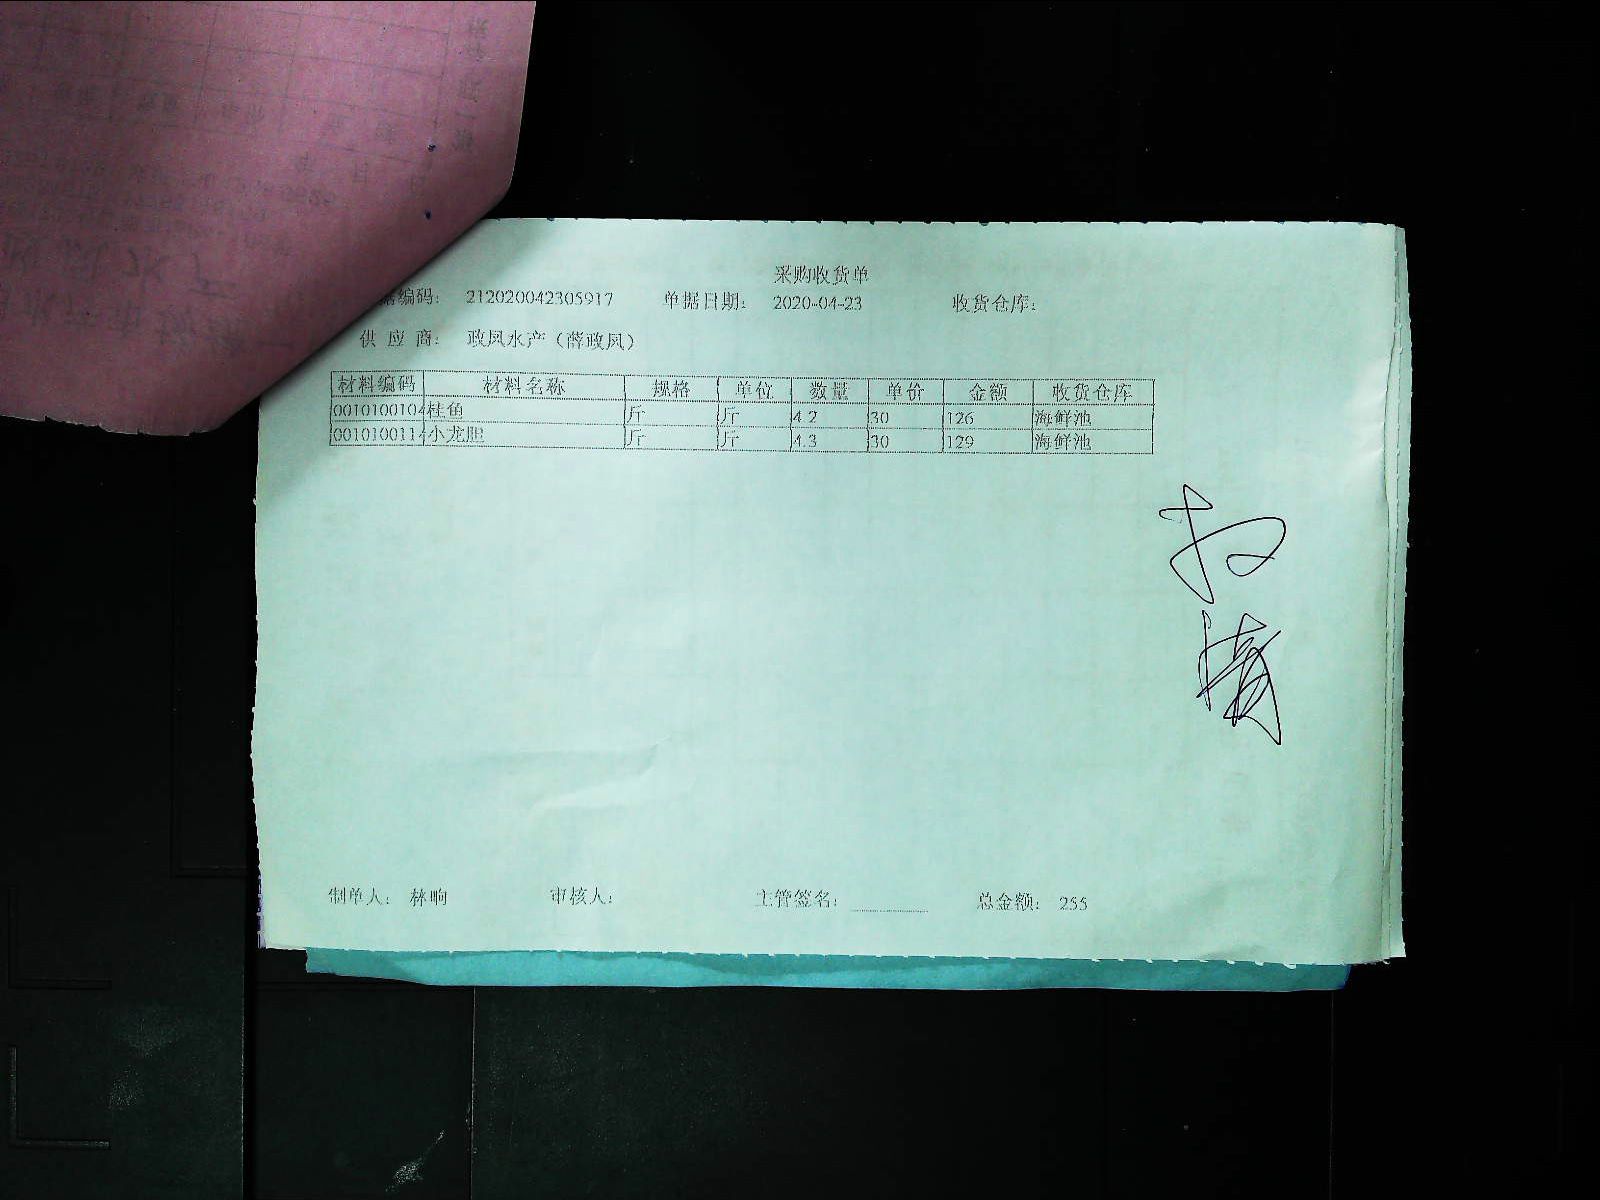 采购收货单
据编码： 212020042305917 单据日期： 2020-04-23 收货仓库：
供应商： 政凤水产（薛政凤）
材料编码 材料名称 规格 单位 数量 单价 金额 收货仓库
0010100104 桂鱼 斤 斤 4.2 30 126 海鲜池
001010011 小龙胆 斤 斤 4.3 30 129 海鲜池
制单人： 林晌 审核人： 主管签名： 总金额： 255